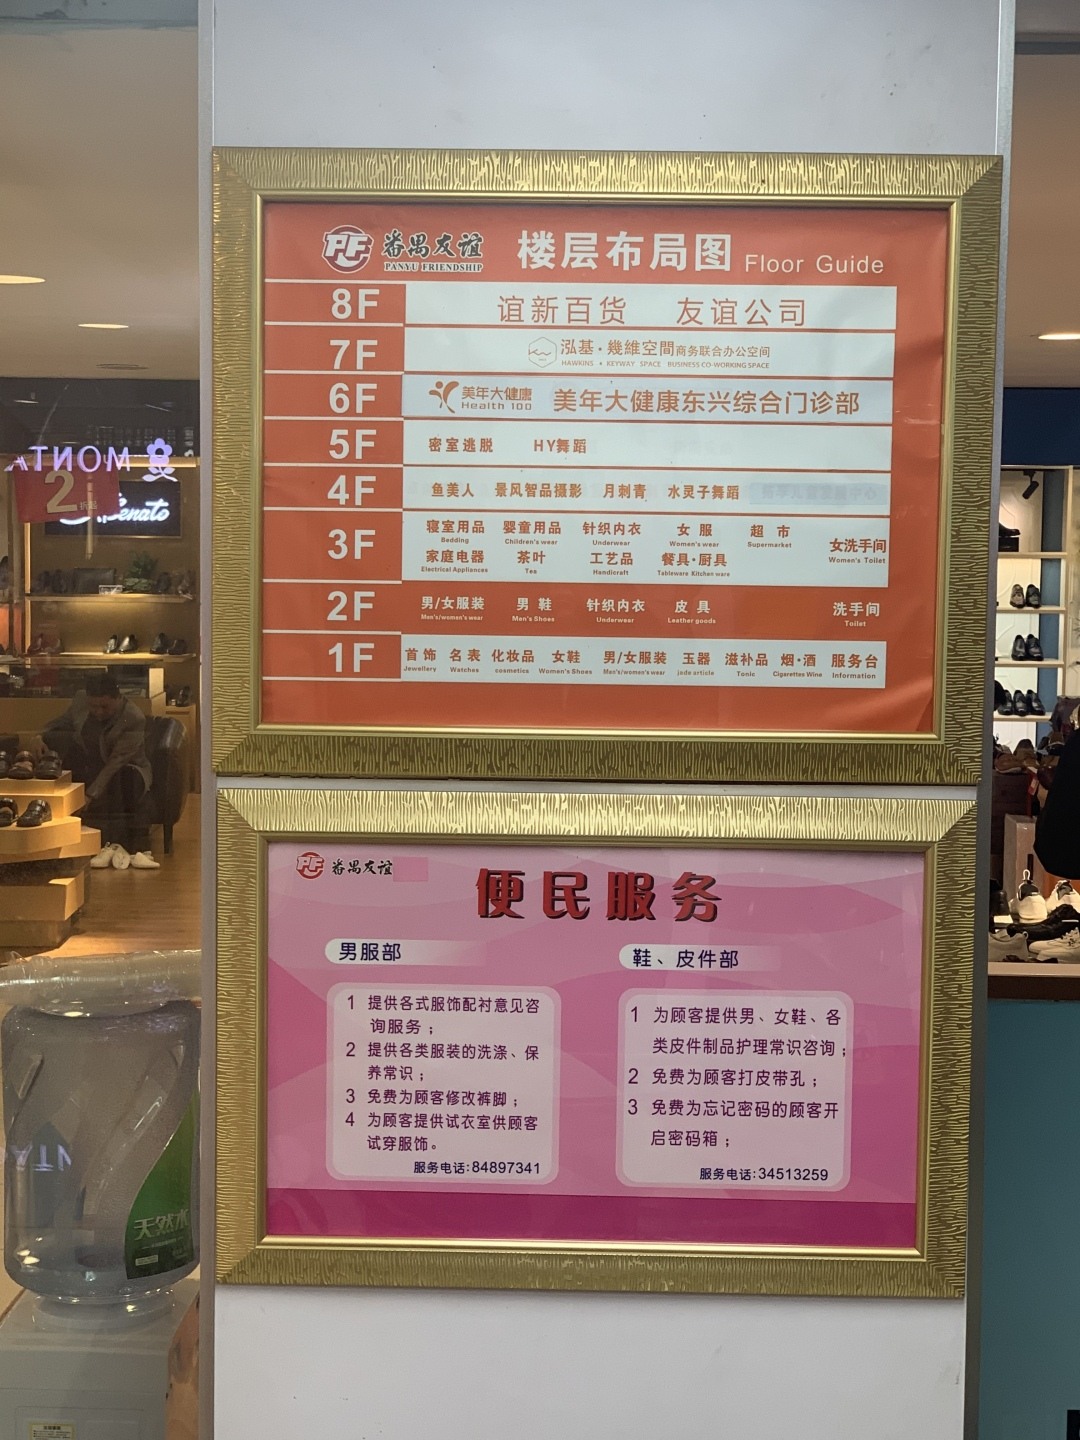 PF 番禺友谊 PANYU FRIENDSHIP 楼层布局图 Floor Guide
8F 谊新百货 友谊公司
7F 泓基·幾維空間商务联合办公空间
HAWKINS • KEYWAY SPACE BUSINESS CO-WORKING SPACE
6F 美年大健康 Health 100 美年大健康东兴综合门诊部
5F 密室逃脱 HY舞蹈
4F 鱼美人 景风智品摄影 月刺青 水灵子舞蹈
3F 寝室用品 婴童用品 针织内衣 女服 超市
Bedding Children's wear Underwear Women's wear Supermarket
家庭电器 茶叶 工艺品 餐具·厨具
Electrical Appliances Tea Handicraft Tableware Kitchen ware
女洗手间
Women's Toilet
2F 男/女服装 男鞋 针织内衣 皮具 洗手间
Men's/women's wear Men's Shoes Underwear Leather goods Toilet
1F 首饰 名表 化妆品 女鞋 男/女服装 玉器 滋补品 烟·酒 服务台
Jewellery Watches cosmetics Women's Shoes Men's/women's wear jade article Tonic Cigarettes Wine Information
PF 番禺友谊
便民服务
男服部
1 提供各式服饰配衬意见咨
询服务；
2 提供各类服装的洗涤、保
养常识；
3 免费为顾客修改裤脚；
4 为顾客提供试衣室供顾客
试穿服饰。
服务电话:84897341
鞋、皮件部
1 为顾客提供男、女鞋、各
类皮件制品护理常识咨询；
2 免费为顾客打皮带孔；
3 免费为忘记密码的顾客开
启密码箱；
服务电话:34513259
MONTA
2折起
Senato
天然水